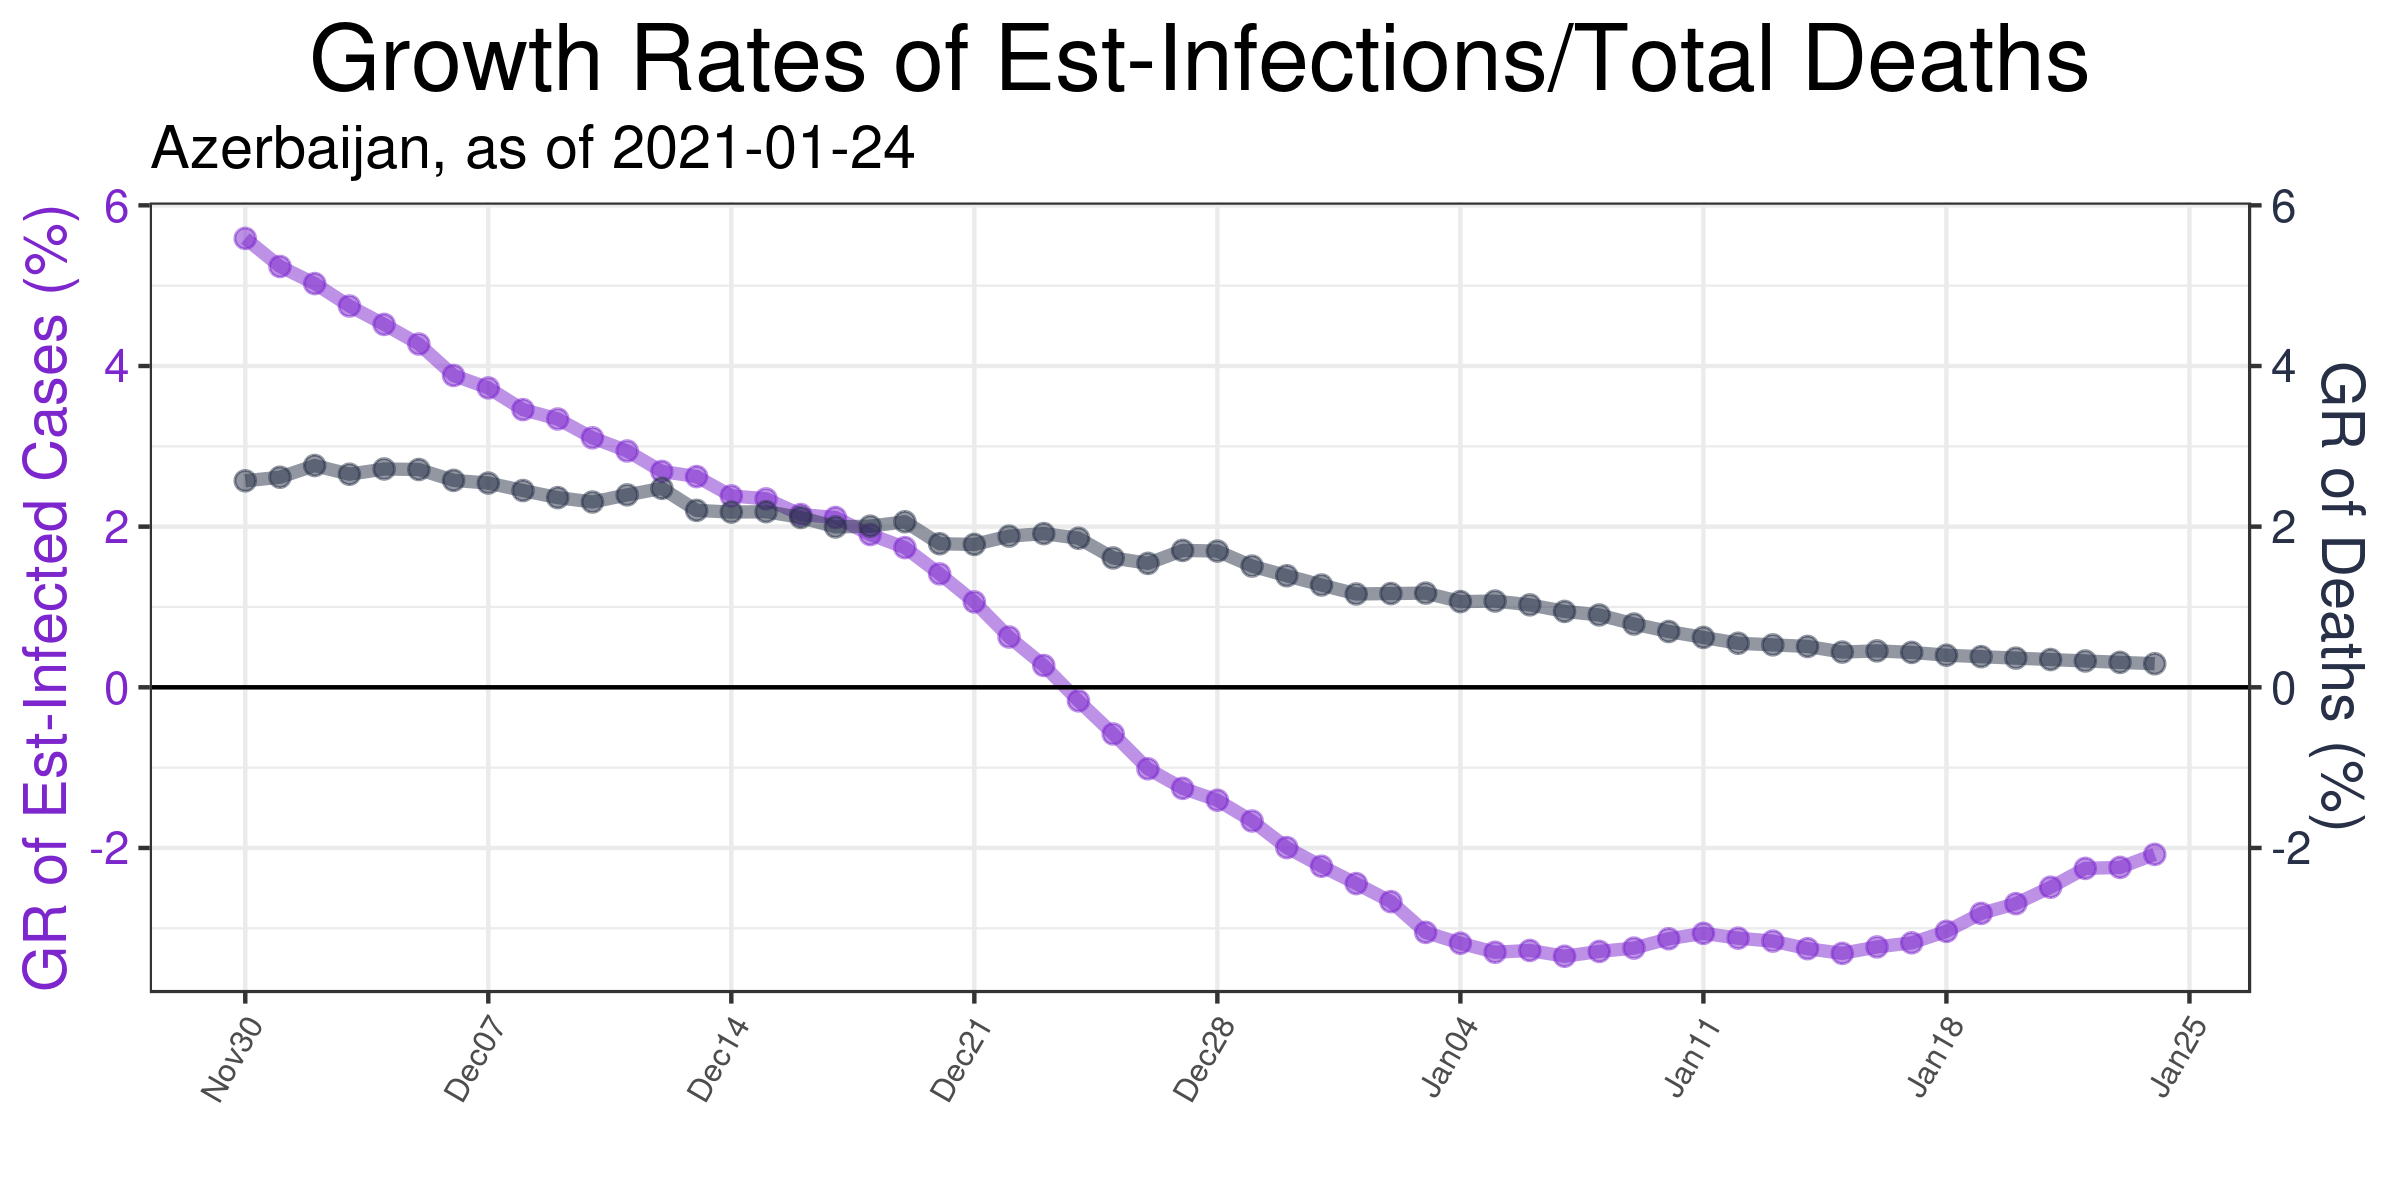 Growth Rates of Est-Infections/Total Deaths
Azerbaijan, as of 2021-01-24
GR of Est-Infected Cases (%)
6
4
2
0
-2
6
4
2
0
-2
GR of Deaths (%)
Nov30
Dec07
Dec14
Dec21
Dec28
Jan04
Jan11
Jan18
Jan25